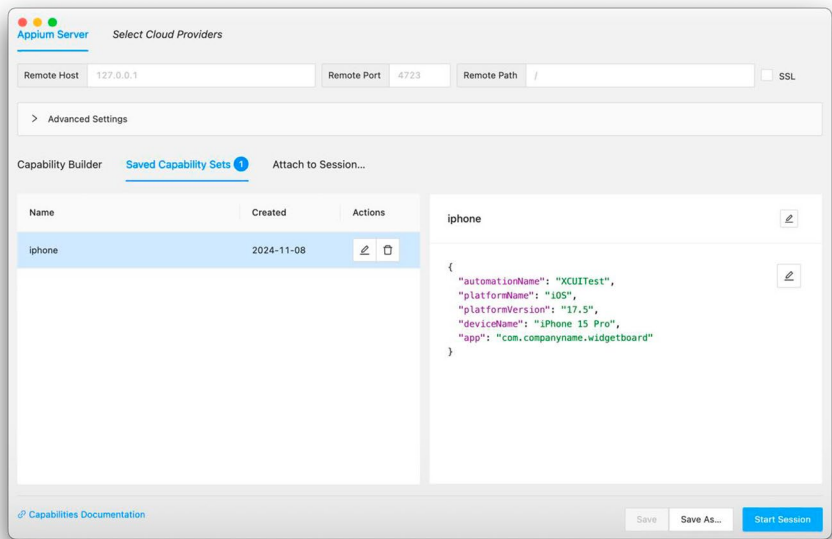 Appium Server Select Cloud Providers
Remote Host 127.0.0.1 Remote Port 4723 Remote Path / SSL
Advanced Settings
Capability Builder Saved Capability Sets 1 Attach to Session...
Name Created Actions
iphone 2024-11-08
iphone
{
"automationName": "XCUITest",
"platformName": "iOS",
"platformVersion": "17.5",
"deviceName": "iPhone 15 Pro",
"app": "com.companyname.widgetboard"
}
Capabilities Documentation
Save Save As... Start Session